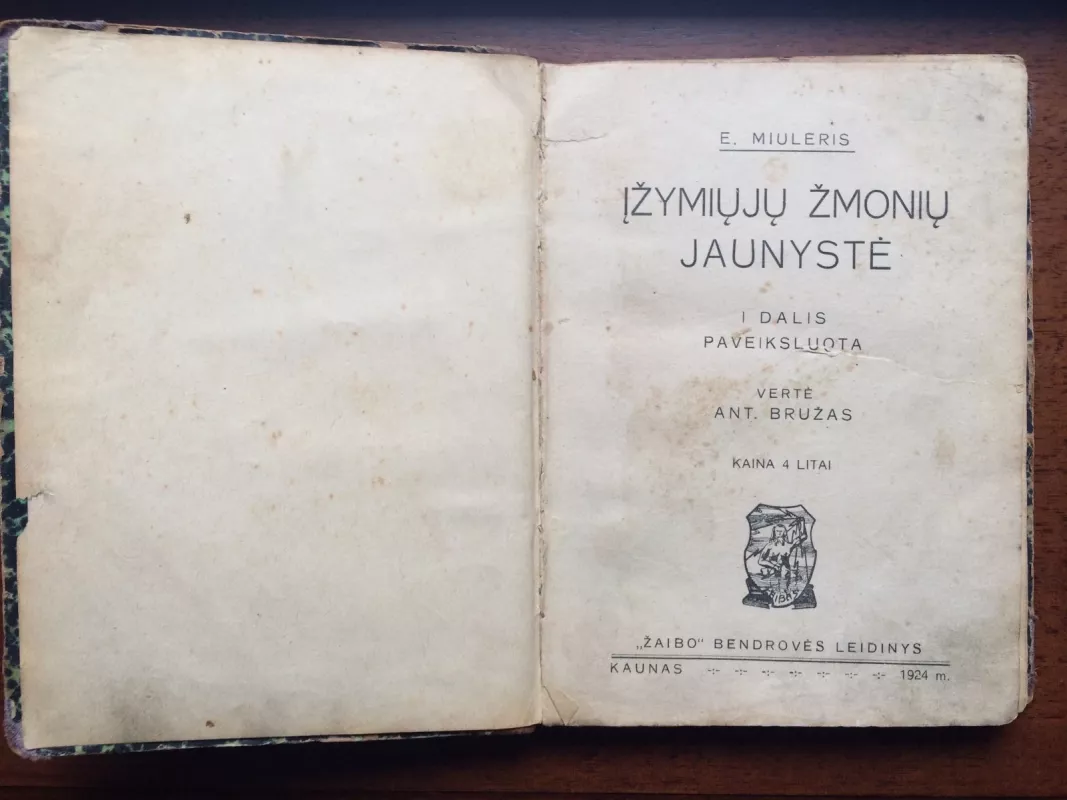 E. MIULERIS
ĮŽYMIŲJŲ ŽMONIŲ
JAUNYSTĖ
I DALIS
PAVEIKSLUOTA
VERTĖ
ANT. BRUŽAS
KAINA 4 LITAI
„ŽAIBO“ BENDROVĖS LEIDINYS
KAUNAS 1924 m.